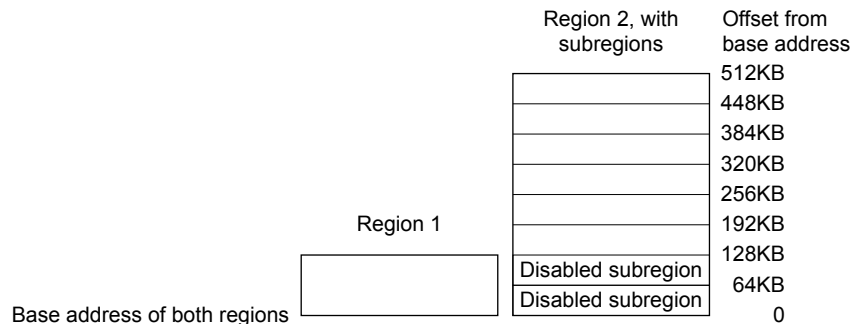 Region 2, with
subregions
Offset from
base address
512KB
448KB
384KB
320KB
256KB
Region 1
192KB
128KB
Disabled subregion
64KB
Disabled subregion
Base address of both regions
0